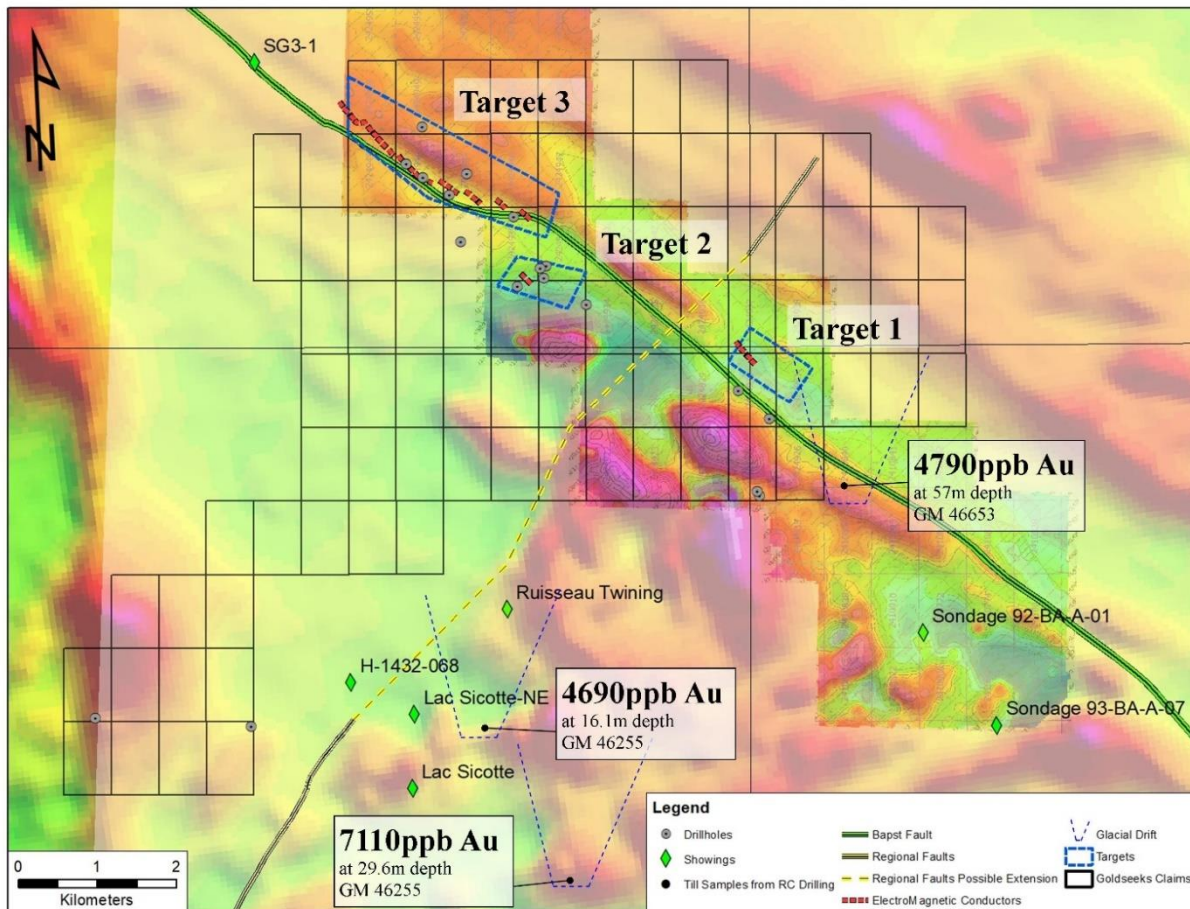 SG3-1
Target 3
N
Target 2
Target 1
4790ppb Au
at 57m depth
GM 46653
Ruisseau Twining
Sondage 92-BA-A-01
H-1432-068
Lac Sicotte-NE
4690ppb Au
at 16.1m depth
GM 46255
Sondage 93-BA-A-07
Lac Sicotte
7110ppb Au
at 29.6m depth
GM 46255
0 1 2
Kilometers
Legend
Drillholes
Showings
Till Samples from RC Drilling
Bapst Fault
Regional Faults
Regional Faults Possible Extension
ElectroMagnetic Conductors
Glacial Drift
Targets
Goldseeks Claims